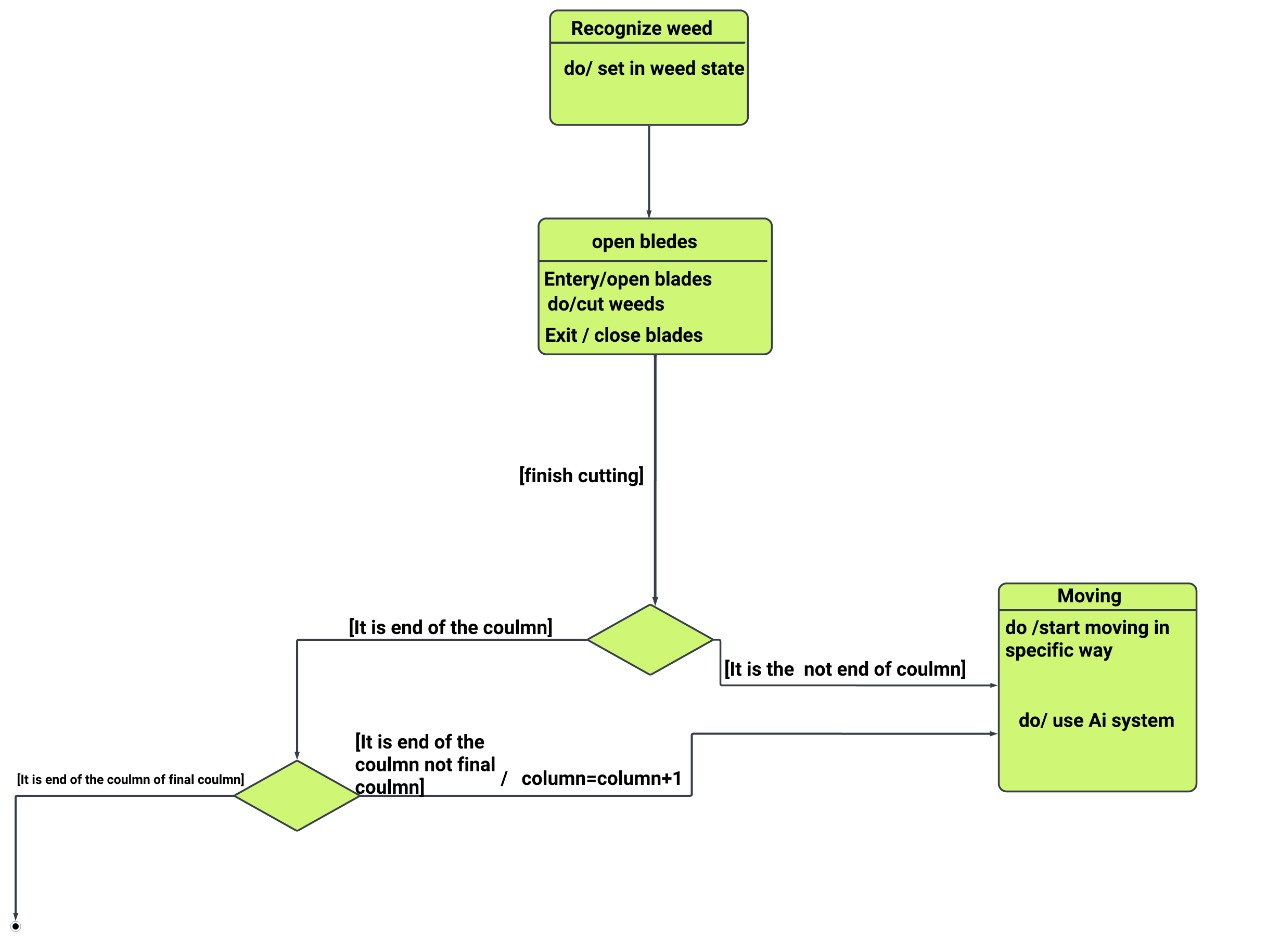 Recognize weed
do/ set in weed state
open bledes
Entery/open blades
do/cut weeds
Exit / close blades
[finish cutting]
[It is end of the coulmn]
[It is the  not end of coulmn]
Moving
do /start moving in
specific way
do/ use Ai system
[It is end of the
coulmn not final
coulmn]
/  column=column+1
[It is end of the coulmn of final coulmn]